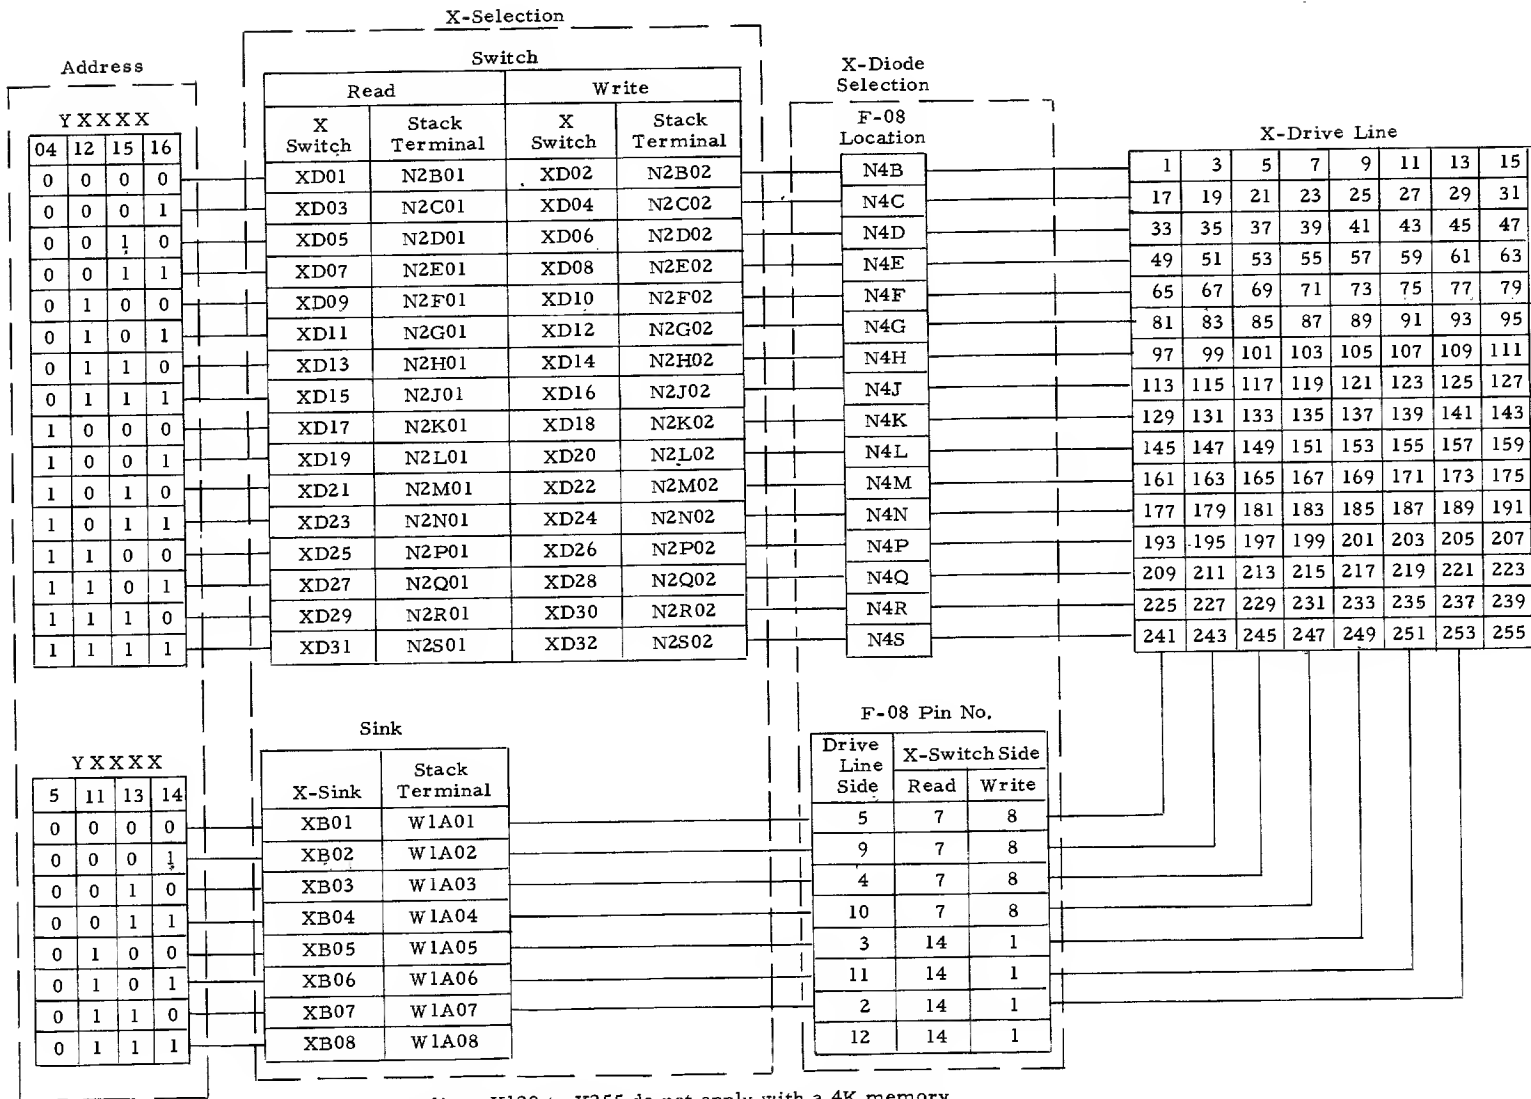 X-Selection
Address
Switch
X-Diode
Selection
Read Write
YXXXX
X Switch Stack Terminal X Switch Stack Terminal
F-08
Location
X-Drive Line
04 12 15 16
0 0 0 0 XD01 N2B01 XD02 N2B02 N4B 1 3 5 7 9 11 13 15
0 0 0 1 XD03 N2C01 XD04 N2C02 N4C 17 19 21 23 25 27 29 31
0 0 1 0 XD05 N2D01 XD06 N2D02 N4D 33 35 37 39 41 43 45 47
0 0 1 1 XD07 N2E01 XD08 N2E02 N4E 49 51 53 55 57 59 61 63
0 1 0 0 XD09 N2F01 XD10 N2F02 N4F 65 67 69 71 73 75 77 79
0 1 0 1 XD11 N2G01 XD12 N2G02 N4G 81 83 85 87 89 91 93 95
0 1 1 0 XD13 N2H01 XD14 N2H02 N4H 97 99 101 103 105 107 109 111
0 1 1 1 XD15 N2J01 XD16 N2J02 N4J 113 115 117 119 121 123 125 127
1 0 0 0 XD17 N2K01 XD18 N2K02 N4K 129 131 133 135 137 139 141 143
1 0 0 1 XD19 N2L01 XD20 N2L02 N4L 145 147 149 151 153 155 157 159
1 0 1 0 XD21 N2M01 XD22 N2M02 N4M 161 163 165 167 169 171 173 175
1 0 1 1 XD23 N2N01 XD24 N2N02 N4N 177 179 181 183 185 187 189 191
1 1 0 0 XD25 N2P01 XD26 N2P02 N4P 193 195 197 199 201 203 205 207
1 1 0 1 XD27 N2Q01 XD28 N2Q02 N4Q 209 211 213 215 217 219 221 223
1 1 1 0 XD29 N2R01 XD30 N2R02 N4R 225 227 229 231 233 235 237 239
1 1 1 1 XD31 N2S01 XD32 N2S02 N4S 241 243 245 247 249 251 253 255
Sink
F-08 Pin No.
YXXXX
X-Sink Stack Terminal
Drive Line Side X-Switch Side
Read Write
5 11 13 14
0 0 0 0 XB01 W1A01 5 7 8
0 0 0 1 XB02 W1A02 9 7 8
0 0 1 0 XB03 W1A03 4 7 8
0 0 1 1 XB04 W1A04 10 7 8
0 1 0 0 XB05 W1A05 3 14 1
0 1 0 1 XB06 W1A06 11 14 1
0 1 1 0 XB07 W1A07 2 14 1
0 1 1 1 XB08 W1A08 12 14 1
X255 do not apply with a 4K memory